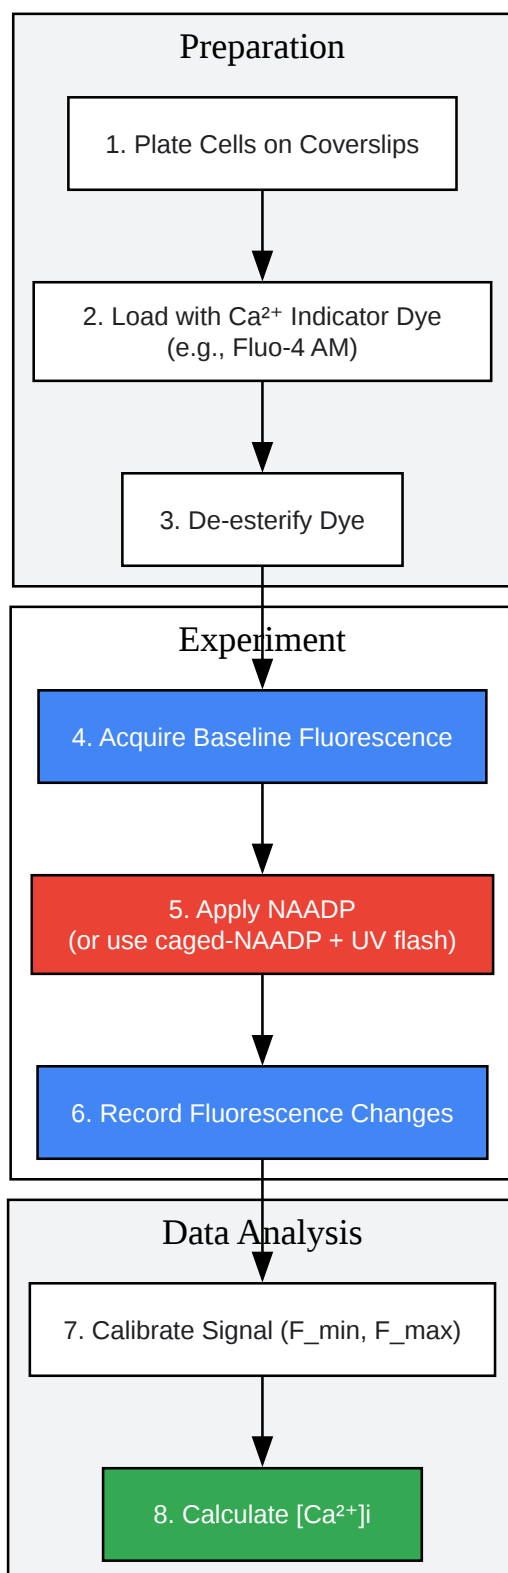 Preparation
1. Plate Cells on Coverslips
2. Load with Ca²⁺ Indicator Dye
(e.g., Fluo-4 AM)
3. De-esterify Dye
Experiment
4. Acquire Baseline Fluorescence
5. Apply NAADP
(or use caged-NAADP + UV flash)
6. Record Fluorescence Changes
Data Analysis
7. Calibrate Signal (F_min, F_max)
8. Calculate [Ca²⁺]i